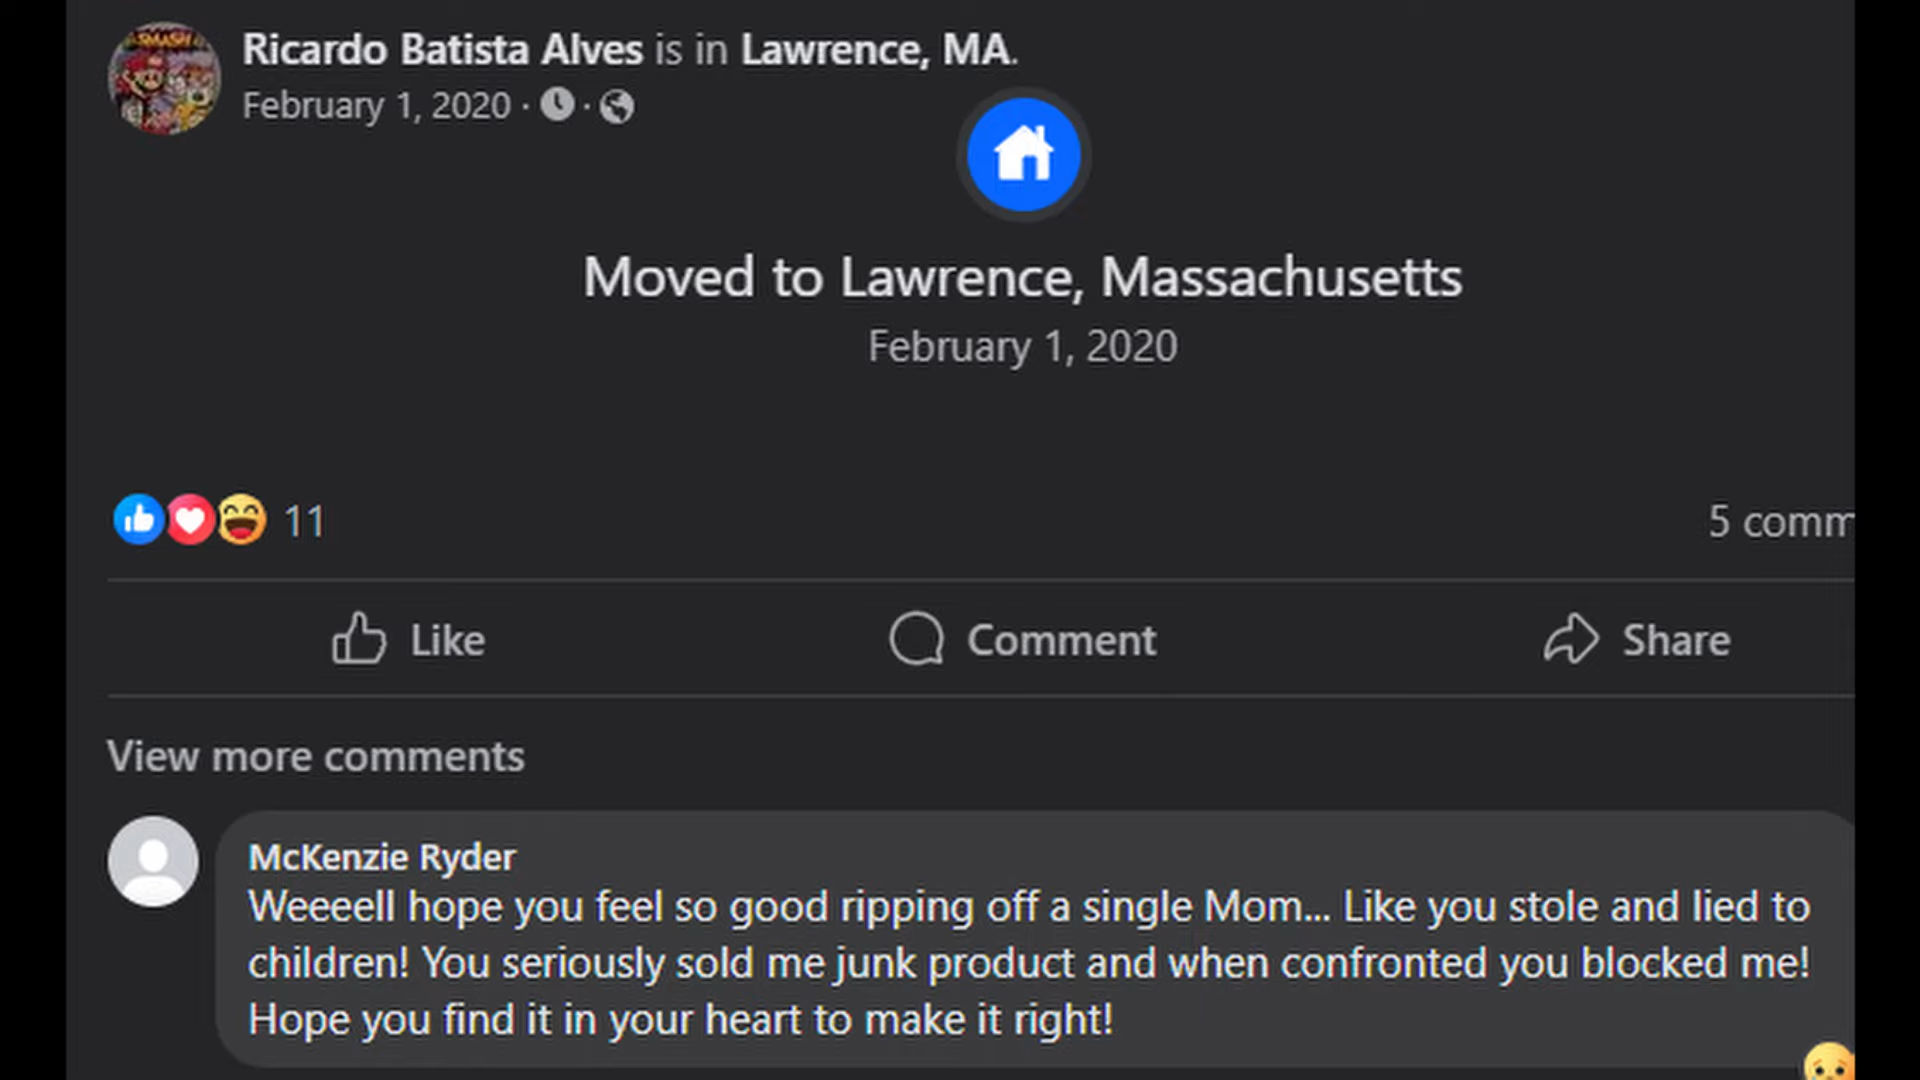 SMASH
Ricardo Batista Alves is in Lawrence, MA.
February 1, 2020 · ·
Moved to Lawrence, Massachusetts
February 1, 2020
11
5 comm
Like
Comment
Share
View more comments
McKenzie Ryder
Weeeell hope you feel so good ripping off a single Mom... Like you stole and lied to
children! You seriously sold me junk product and when confronted you blocked me!
Hope you find it in your heart to make it right!